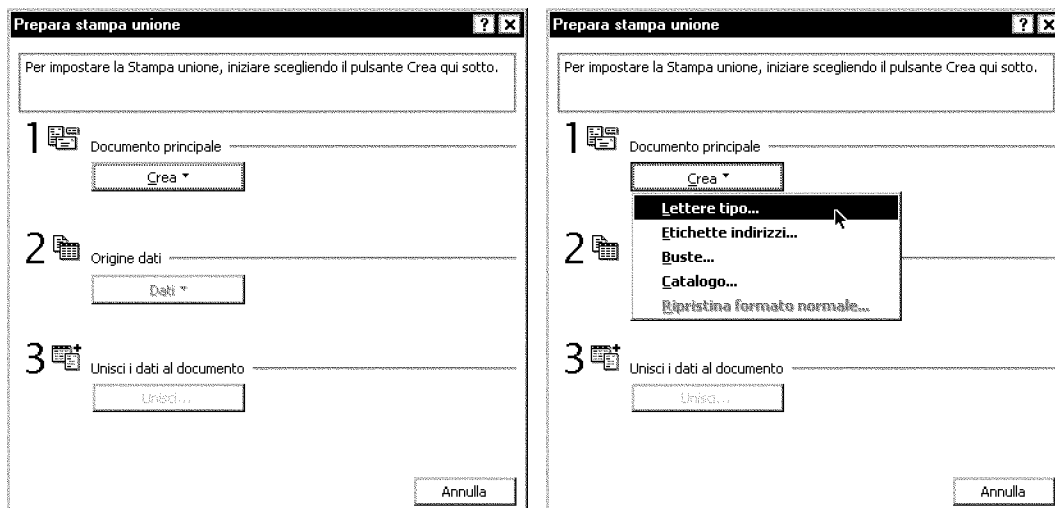 Prepara stampa unione
Per impostare la Stampa unione, iniziare scegliendo il pulsante Crea qui sotto.
1 Documento principale
Crea
2 Origine dati
Dati
3 Unisci i dati al documento
Unisci...
Annulla
Prepara stampa unione
Per impostare la Stampa unione, iniziare scegliendo il pulsante Crea qui sotto.
1 Documento principale
Crea
Lettere tipo...
Etichette indirizzi...
Buste...
Catalogo...
Ripristina formato normale...
2
3 Unisci i dati al documento
Unisci...
Annulla